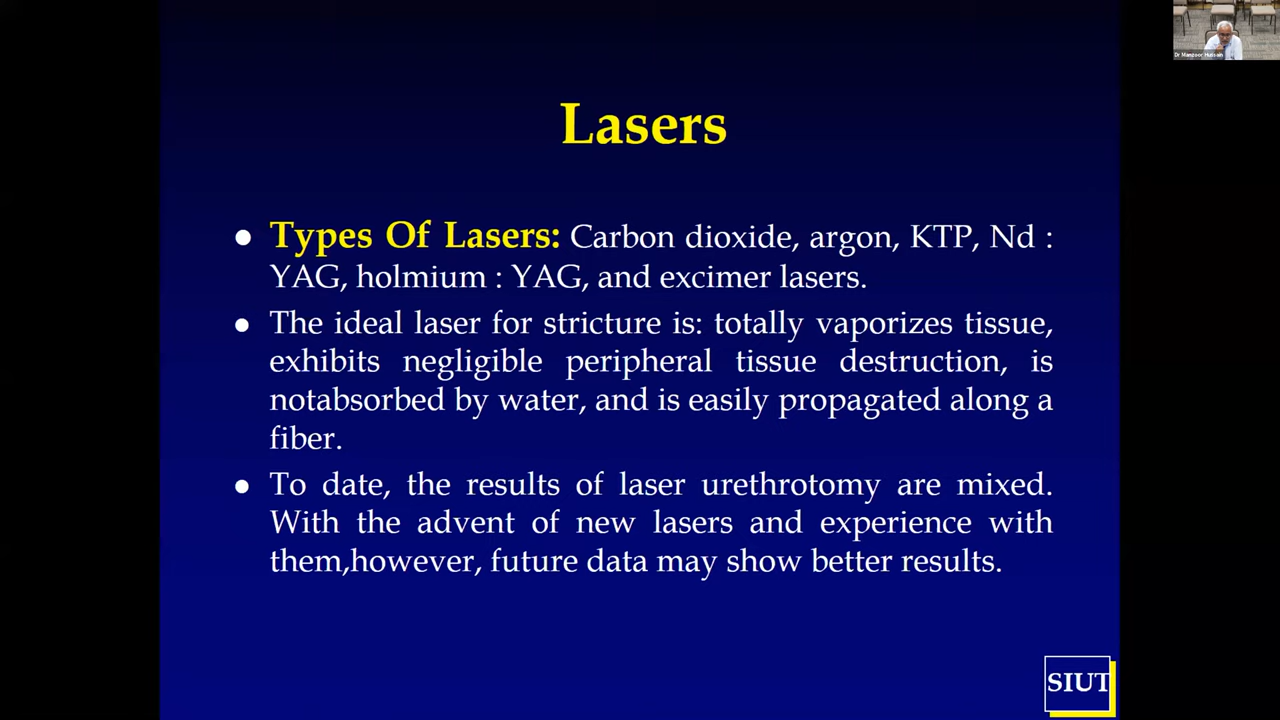 Dr Manzoor Hussain
Lasers
Types Of Lasers: Carbon dioxide, argon, KTP, Nd :
YAG, holmium : YAG, and excimer lasers.
The ideal laser for stricture is: totally vaporizes tissue,
exhibits negligible peripheral tissue destruction, is
notabsorbed by water, and is easily propagated along a
fiber.
To date, the results of laser urethrotomy are mixed.
With the advent of new lasers and experience with
them,however, future data may show better results.
SIUT